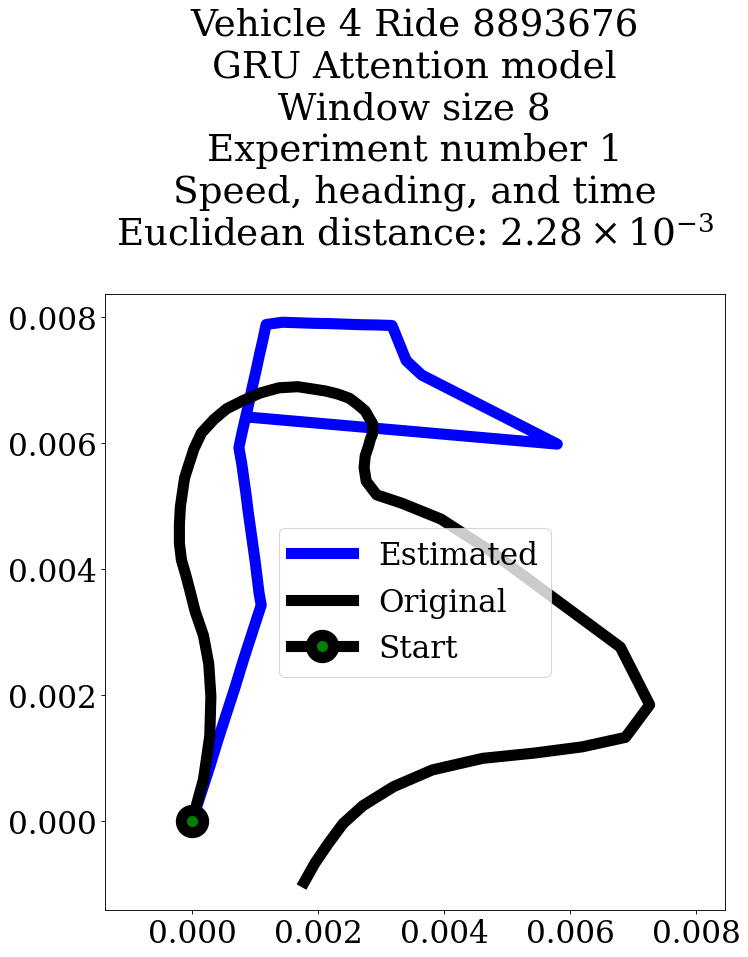 Vehicle 4 Ride 8893676
GRU Attention model
Window size 8
Experiment number 1
Speed, heading, and time
Euclidean distance: 2.28 × 10⁻³
0.008
0.006
0.004
0.002
0.000
Estimated
Original
Start
0.000 0.002 0.004 0.006 0.008